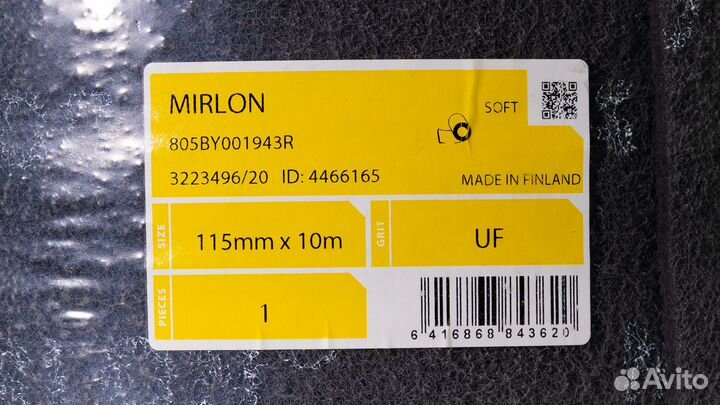 MIRLON
SOFT
805BY001943R
3223496/20 ID: 4466165
MADE IN FINLAND
SIZE
115mm x 10m
GRIT
UF
PIECES
1
6 416868 843620
Avito